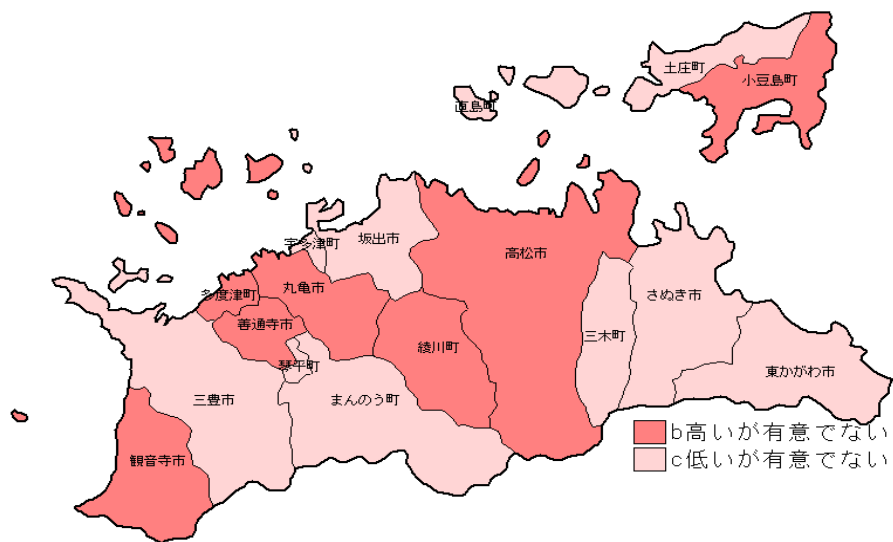 土庄町
小豆島町
直島町
宇多津町
坂出市
高松市
多度津町
丸亀市
さぬき市
善通寺市
三木町
綾川町
琴平町
東かがわ市
三豊市
まんのう町
観音寺市
b高いが有意でない
c低いが有意でない